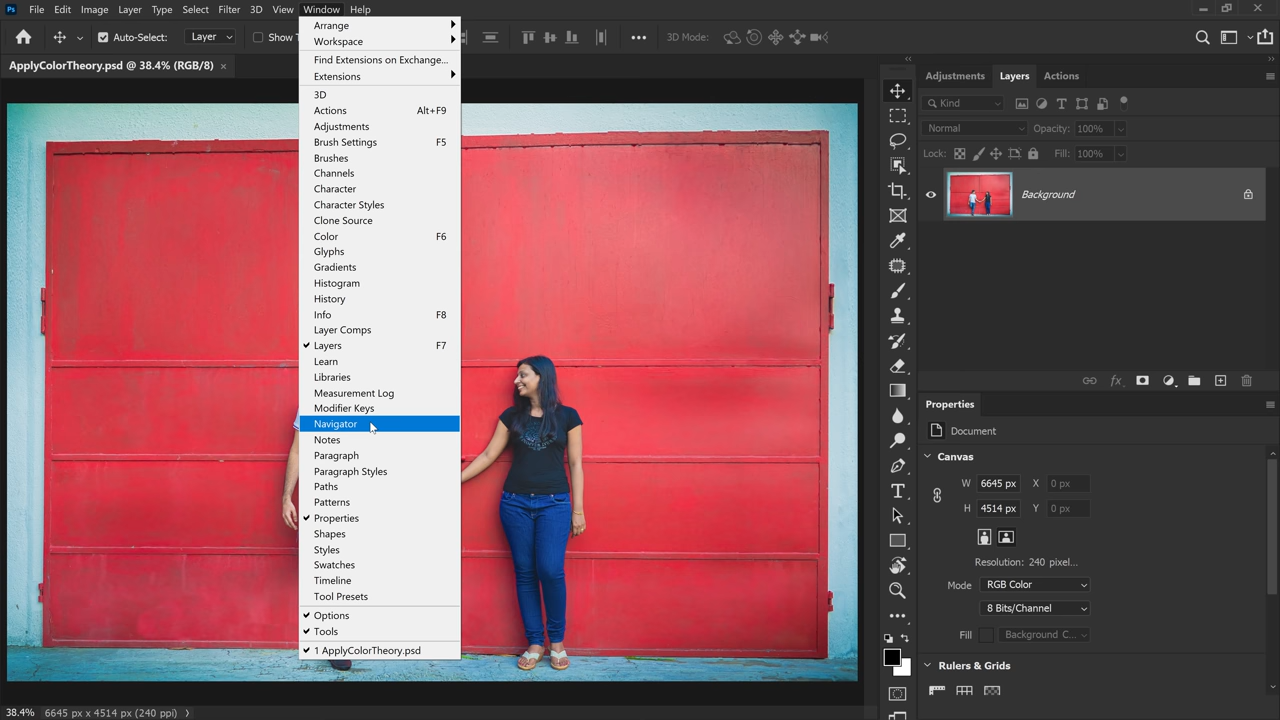 Ps File Edit Image Layer Type Select Filter 3D View Window Help
Auto-Select: Layer Show T 3D Mode:
ApplyColorTheory.psd @ 38.4% (RGB/8) ×
Arrange
Workspace
Find Extensions on Exchange...
Extensions
3D
Actions Alt+F9
Adjustments
Brush Settings F5
Brushes
Channels
Character
Character Styles
Clone Source
Color F6
Glyphs
Gradients
Histogram
History
Info F8
Layer Comps
Layers F7
Learn
Libraries
Measurement Log
Modifier Keys
Navigator
Notes
Paragraph
Paragraph Styles
Paths
Patterns
Properties
Shapes
Styles
Swatches
Timeline
Tool Presets
Options
Tools
1 ApplyColorTheory.psd
Adjustments Layers Actions
Kind
Normal Opacity: 100%
Lock: Fill: 100%
Background
fx
Properties
Document
Canvas
W 6645 px X 0 px
H 4514 px Y 0 px
Resolution: 240 pixel...
Mode RGB Color
8 Bits/Channel
Fill Background C...
Rulers & Grids
38.4% 6645 px x 4514 px (240 ppi)